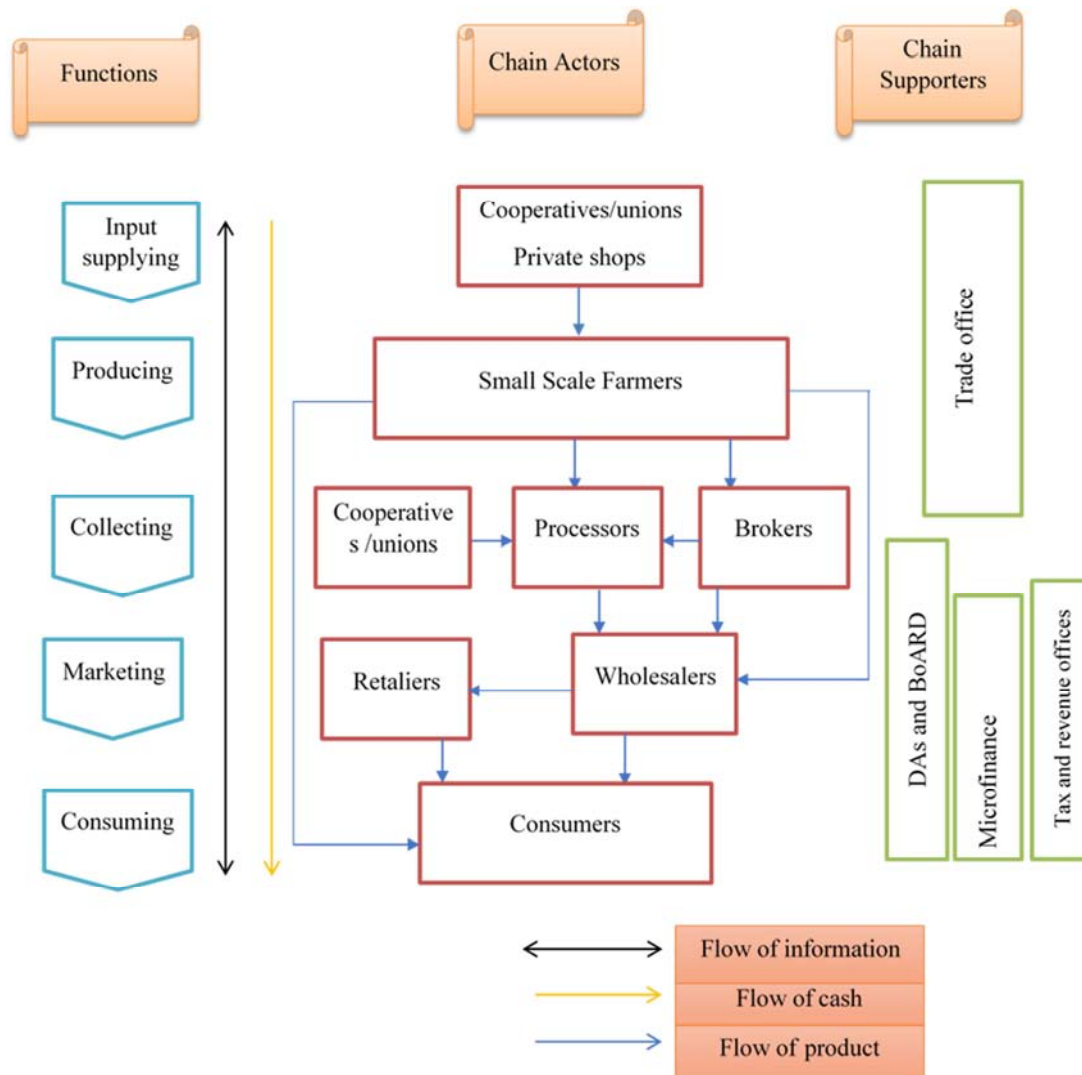 Functions
Chain Actors
Chain
Supporters
Input
supplying
Cooperatives/unions
Private shops
Trade office
Producing
Small Scale Farmers
Collecting
Cooperative
s /unions
Processors
Brokers
DAs and BoARD
Microfinance
Tax and revenue offices
Marketing
Retaliers
Wholesalers
Consuming
Consumers
Flow of information
Flow of cash
Flow of product